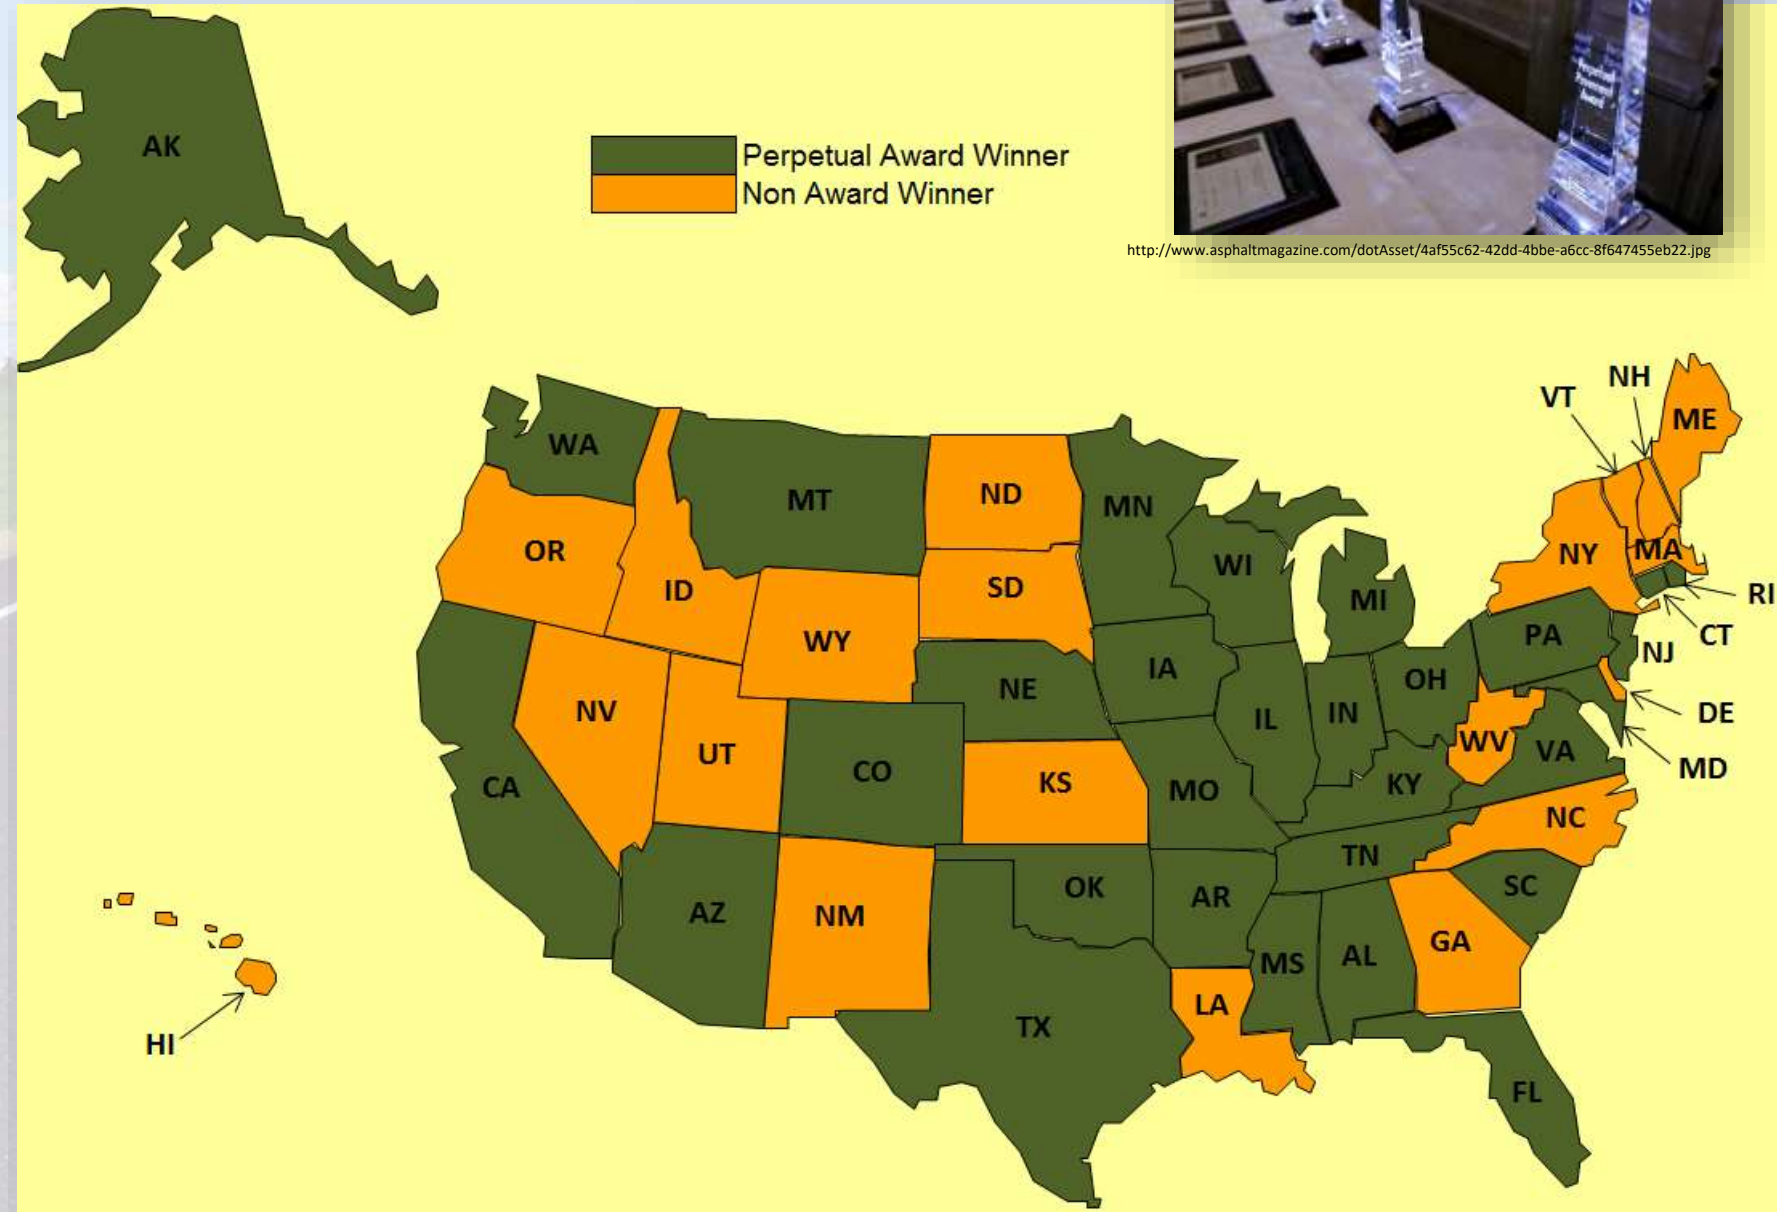 Perpetual
Pavement
Award
http://www.asphaltmagazine.com/dotAsset/4af55c62-42dd-4bbe-a6cc-8f647455eb22.jpg
AK
Perpetual Award Winner
Non Award Winner
NH
VT
ME
WA
MT
ND
MN
OR
ID
SD
WI
MI
NY
MA
RI
WY
PA
CT
NJ
IA
NE
OH
NV
IL
IN
DE
UT
CO
WV
VA
MD
CA
KS
MO
KY
NC
TN
OK
AR
SC
AZ
NM
GA
MS
AL
LA
TX
HI
FL